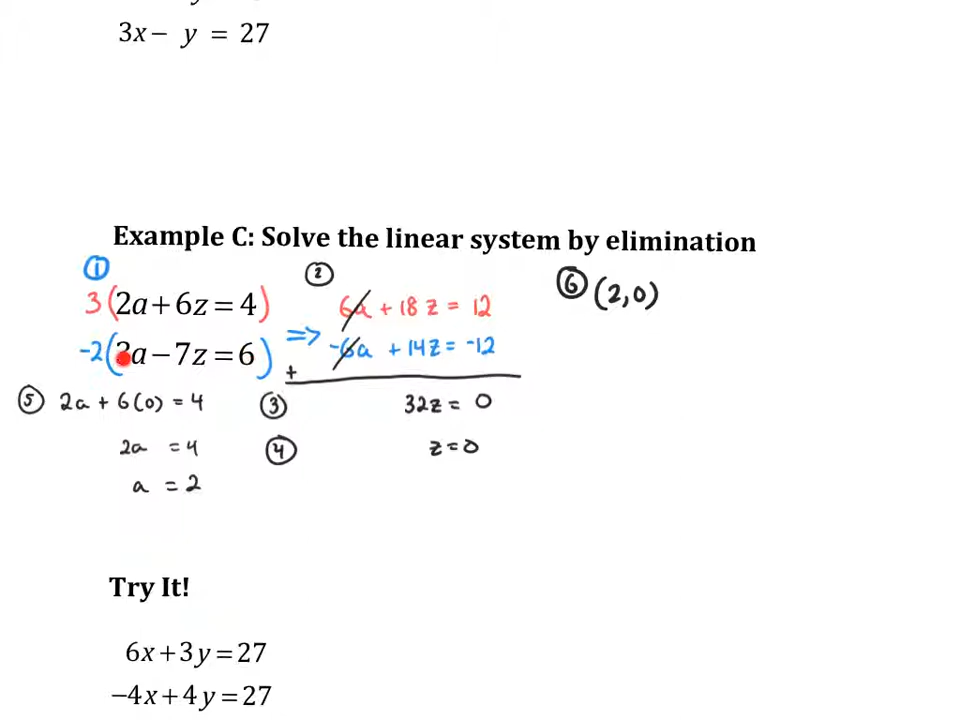 3x − y = 27
Example C: Solve the linear system by elimination
① ② ⑥ (2,0)
3(2a + 6z = 4) 6a + 18z = 12
-2(3a − 7z = 6) => -6a + 14z = -12
+
⑤ 2a + 6(0) = 4 ③ 32z = 0
2a = 4 ④ z = 0
a = 2
Try It!
6x + 3y = 27
−4x + 4y = 27